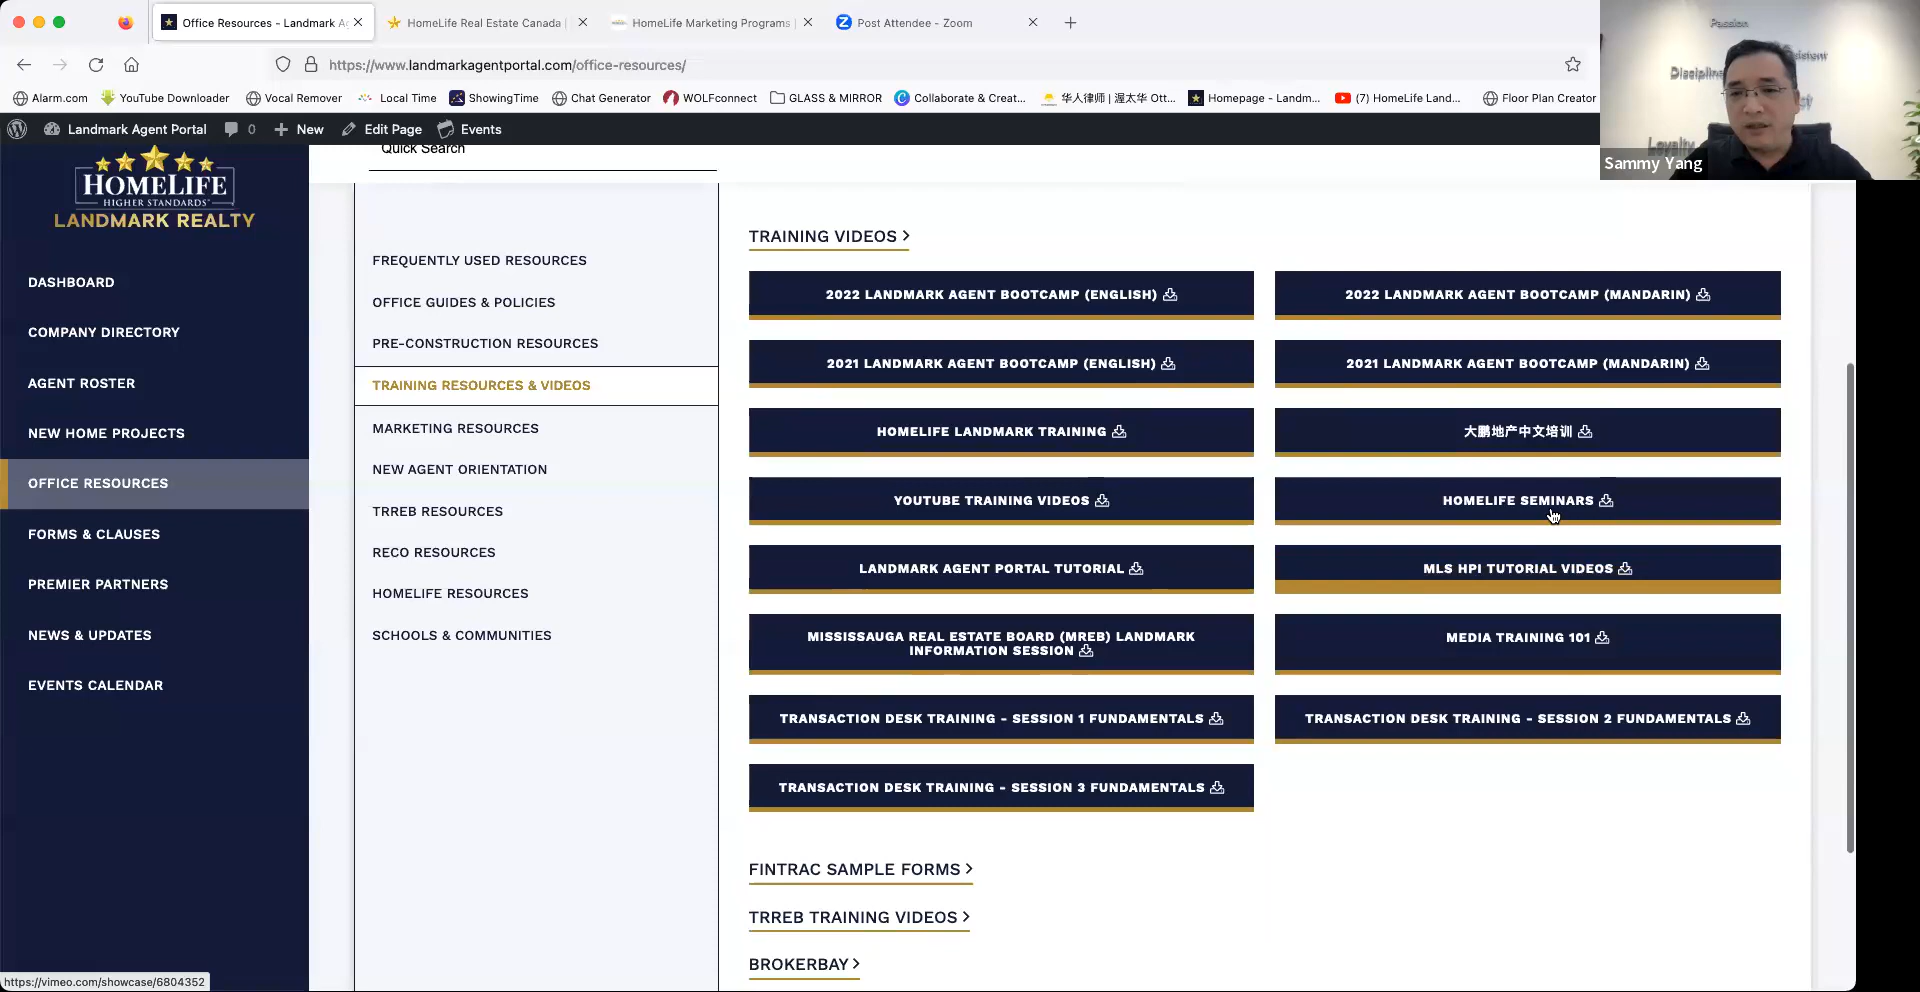 Office Resources - Landmark Ag
HomeLife Real Estate Canada
HomeLife Marketing Programs
Post Attendee - Zoom
https://www.landmarkagentportal.com/office-resources/
Alarm.com
YouTube Downloader
Vocal Remover
Local Time
ShowingTime
Chat Generator
WOLFconnect
GLASS & MIRROR
Collaborate & Creat...
华人律师 | 渥太华 Ott...
Homepage - Landm...
(7) HomeLife Land...
Floor Plan Creator
Landmark Agent Portal
0
New
Edit Page
Events
Passion
Discipline
Loyalty
Sammy Yang
HOMELIFE
HIGHER STANDARDS
LANDMARK REALTY
DASHBOARD
COMPANY DIRECTORY
AGENT ROSTER
NEW HOME PROJECTS
OFFICE RESOURCES
FORMS & CLAUSES
PREMIER PARTNERS
NEWS & UPDATES
EVENTS CALENDAR
Quick Search
FREQUENTLY USED RESOURCES
OFFICE GUIDES & POLICIES
PRE-CONSTRUCTION RESOURCES
TRAINING RESOURCES & VIDEOS
MARKETING RESOURCES
NEW AGENT ORIENTATION
TRREB RESOURCES
RECO RESOURCES
HOMELIFE RESOURCES
SCHOOLS & COMMUNITIES
TRAINING VIDEOS
2022 LANDMARK AGENT BOOTCAMP (ENGLISH)
2022 LANDMARK AGENT BOOTCAMP (MANDARIN)
2021 LANDMARK AGENT BOOTCAMP (ENGLISH)
2021 LANDMARK AGENT BOOTCAMP (MANDARIN)
HOMELIFE LANDMARK TRAINING
大鹏地产中文培训
YOUTUBE TRAINING VIDEOS
HOMELIFE SEMINARS
LANDMARK AGENT PORTAL TUTORIAL
MLS HPI TUTORIAL VIDEOS
MISSISSAUGA REAL ESTATE BOARD (MREB) LANDMARK
INFORMATION SESSION
MEDIA TRAINING 101
TRANSACTION DESK TRAINING - SESSION 1 FUNDAMENTALS
TRANSACTION DESK TRAINING - SESSION 2 FUNDAMENTALS
TRANSACTION DESK TRAINING - SESSION 3 FUNDAMENTALS
FINTRAC SAMPLE FORMS
TRREB TRAINING VIDEOS
BROKERBAY
https://vimeo.com/showcase/6804352